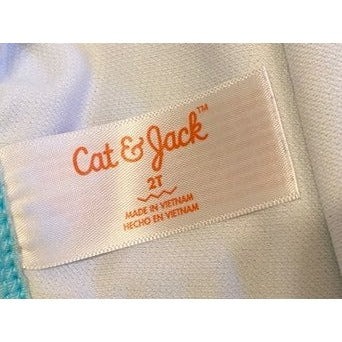 Cat & Jack™
2T
MADE IN VIETNAM
HECHO EN VIETNAM